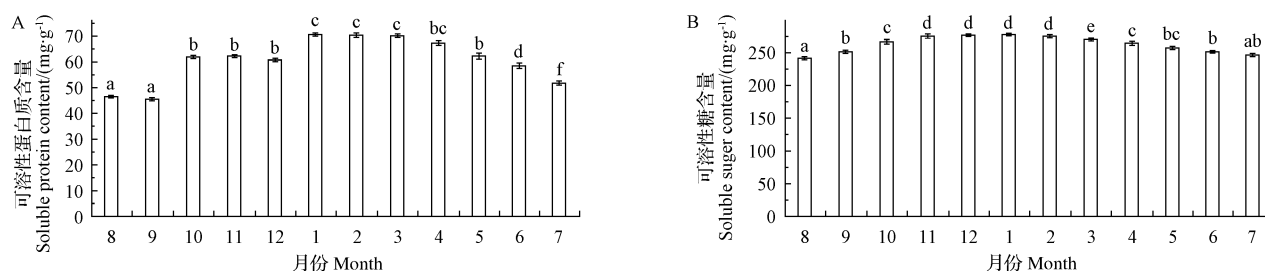 A
可溶性蛋白质含量
Soluble protein content/(mg·g⁻¹)
70
60
50
40
30
20
10
0
a a b b b c c c bc b d f
8 9 10 11 12 1 2 3 4 5 6 7
月份 Month
B
可溶性糖含量
Soluble suger content/(mg·g⁻¹)
250
200
150
100
50
0
a b c d d d d e c bc b ab
8 9 10 11 12 1 2 3 4 5 6 7
月份 Month